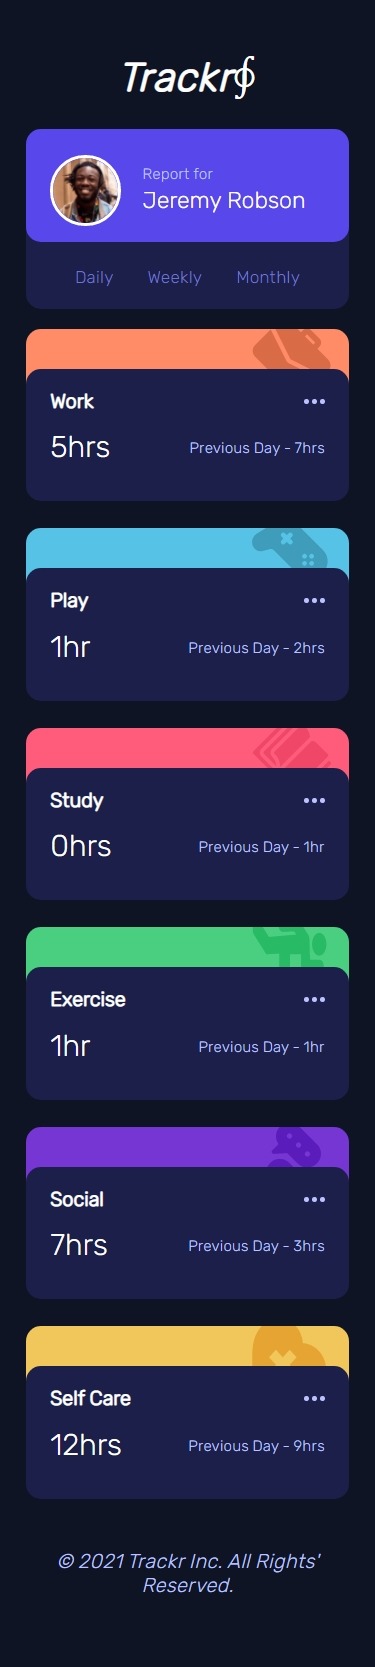 Trackr∮
Report for
Jeremy Robson
Daily Weekly Monthly
Work
5hrs Previous Day - 7hrs
Play
1hr Previous Day - 2hrs
Study
0hrs Previous Day - 1hr
Exercise
1hr Previous Day - 1hr
Social
7hrs Previous Day - 3hrs
Self Care
12hrs Previous Day - 9hrs
© 2021 Trackr Inc. All Rights'
Reserved.